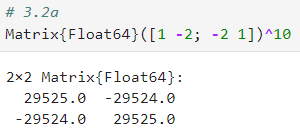 # 3.2a
Matrix{Float64}([1 -2; -2 1])^10
2×2 Matrix{Float64}:
29525.0 -29524.0
-29524.0 29525.0